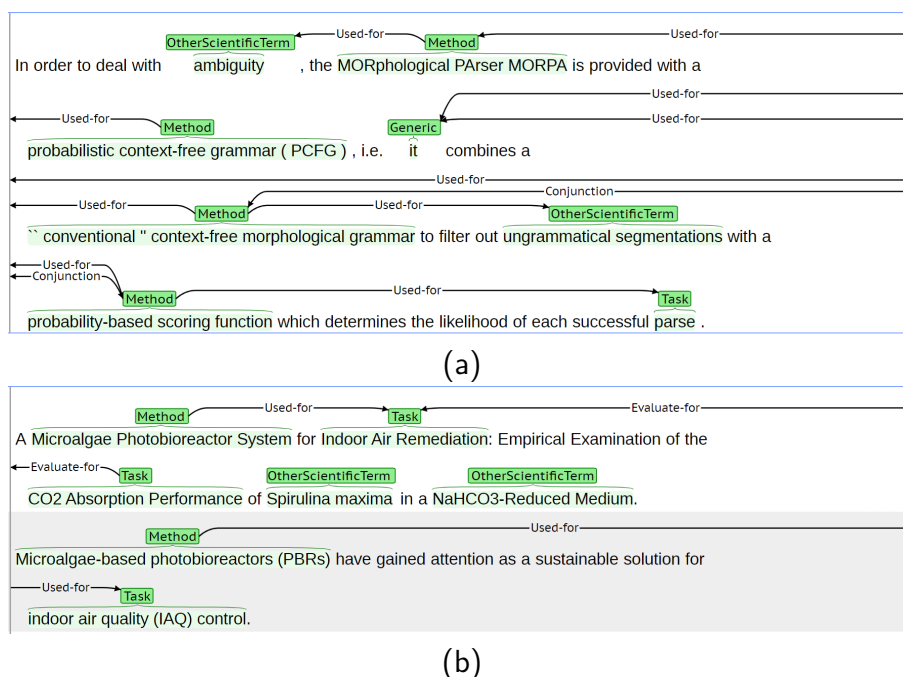 Used-for Used-for
OtherScientificTerm Method
In order to deal with ambiguity , the MORphological PArser MORPA is provided with a
Used-for
Used-for Used-for
Method Generic
probabilistic context-free grammar ( PCFG ) , i.e. it combines a
Used-for
Conjunction
Used-for Used-for
Method OtherScientificTerm
`` conventional '' context-free morphological grammar to filter out ungrammatical segmentations with a
Used-for
Conjunction
Used-for
Method Task
probability-based scoring function which determines the likelihood of each successful parse .
(a)
Used-for Evaluate-for
Method Task
A Microalgae Photobioreactor System for Indoor Air Remediation: Empirical Examination of the
Evaluate-for
Task OtherScientificTerm OtherScientificTerm
CO2 Absorption Performance of Spirulina maxima in a NaHCO3-Reduced Medium.
Used-for
Method
Microalgae-based photobioreactors (PBRs) have gained attention as a sustainable solution for
Used-for
Task
indoor air quality (IAQ) control.
(b)